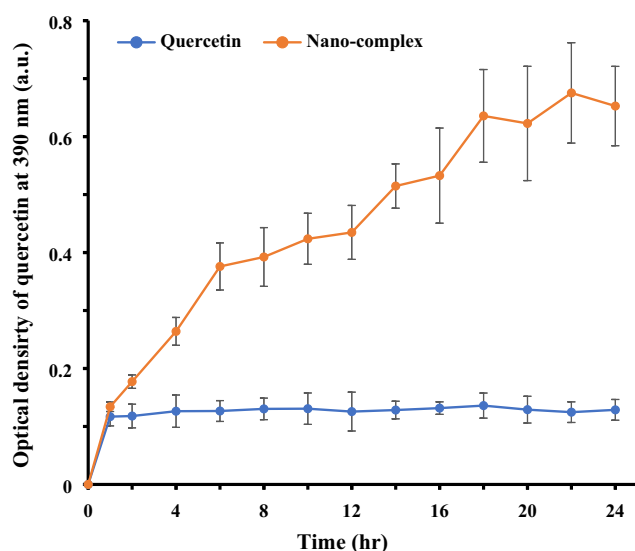 Quercetin
Nano-complex
Optical densirty of quercetin at 390 nm (a.u.)
0.8
0.6
0.4
0.2
0
0 4 8 12 16 20 24
Time (hr)